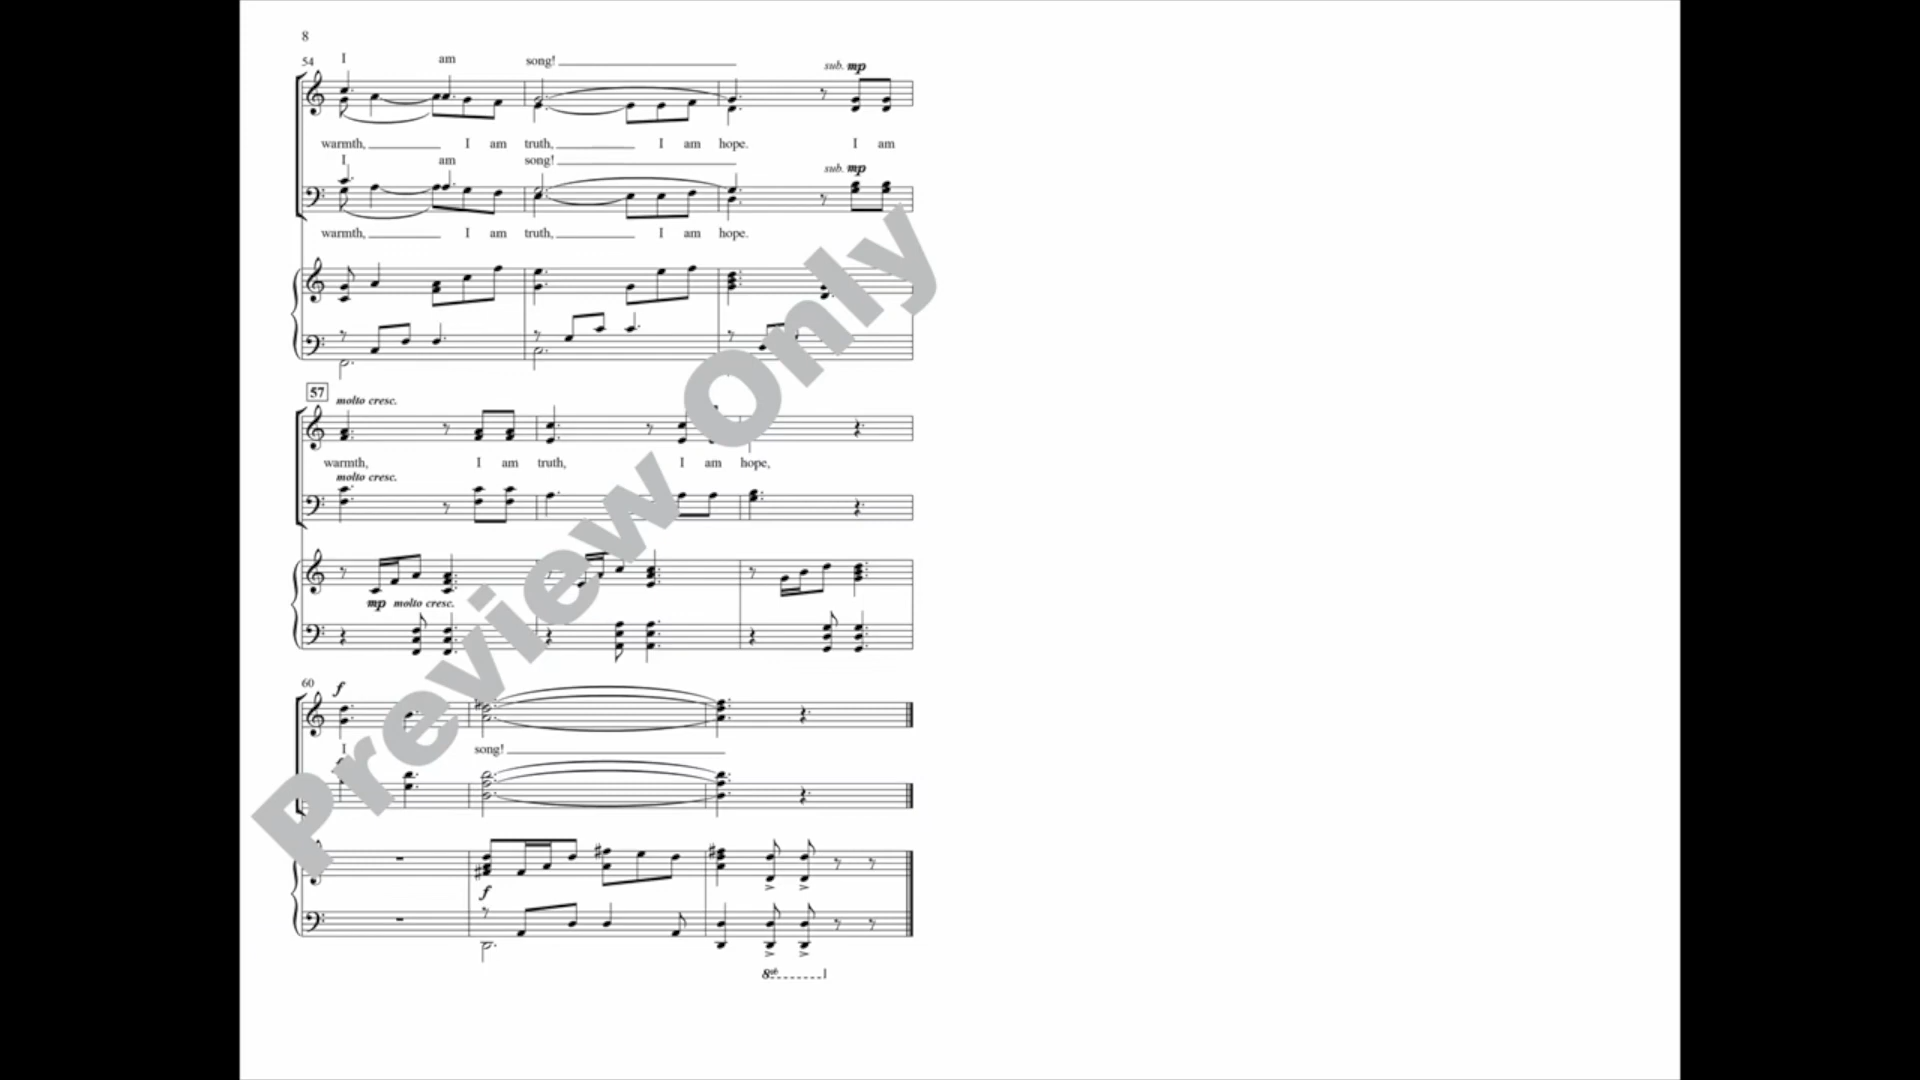 8
54
I am song!
sub. mp
warmth, I am truth, I am hope. I am
I am song!
sub. mp
warmth, I am truth, I am hope.
57
molto cresc.
warmth, I am truth, I am hope,
molto cresc.
mp molto cresc.
60
f
I song!
f
8vb
Preview Only